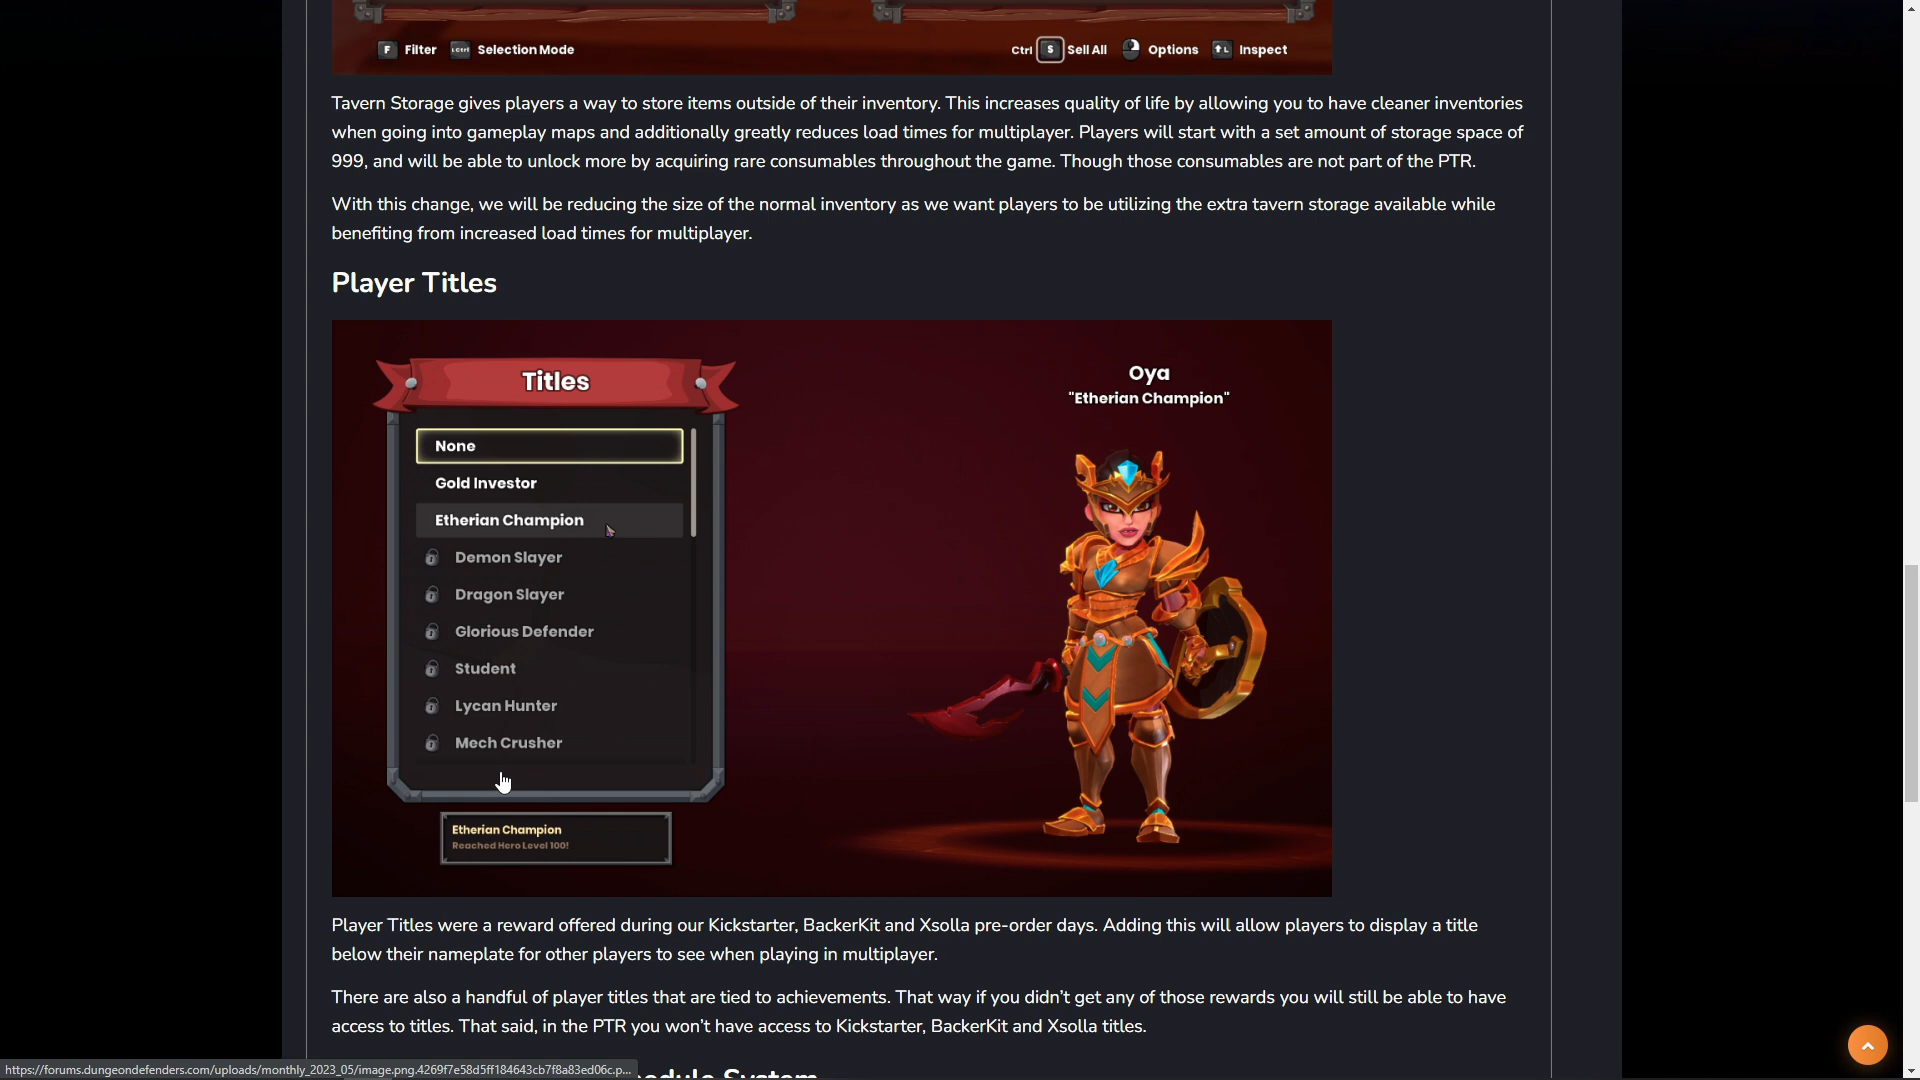 F Filter LCtrl Selection Mode Ctrl S Sell All Options L Inspect
Tavern Storage gives players a way to store items outside of their inventory. This increases quality of life by allowing you to have cleaner inventories
when going into gameplay maps and additionally greatly reduces load times for multiplayer. Players will start with a set amount of storage space of
999, and will be able to unlock more by acquiring rare consumables throughout the game. Though those consumables are not part of the PTR.
With this change, we will be reducing the size of the normal inventory as we want players to be utilizing the extra tavern storage available while
benefiting from increased load times for multiplayer.
Player Titles
Titles
None
Gold Investor
Etherian Champion
Demon Slayer
Dragon Slayer
Glorious Defender
Student
Lycan Hunter
Mech Crusher
Etherian Champion
Reached Hero Level 100!
Oya
"Etherian Champion"
Player Titles were a reward offered during our Kickstarter, BackerKit and Xsolla pre-order days. Adding this will allow players to display a title
below their nameplate for other players to see when playing in multiplayer.
There are also a handful of player titles that are tied to achievements. That way if you didn't get any of those rewards you will still be able to have
access to titles. That said, in the PTR you won't have access to Kickstarter, BackerKit and Xsolla titles.
https://forums.dungeondefenders.com/uploads/monthly_2023_05/image.png.4269f7e58d5ff184643cb7f8a83ed06c.p...
System